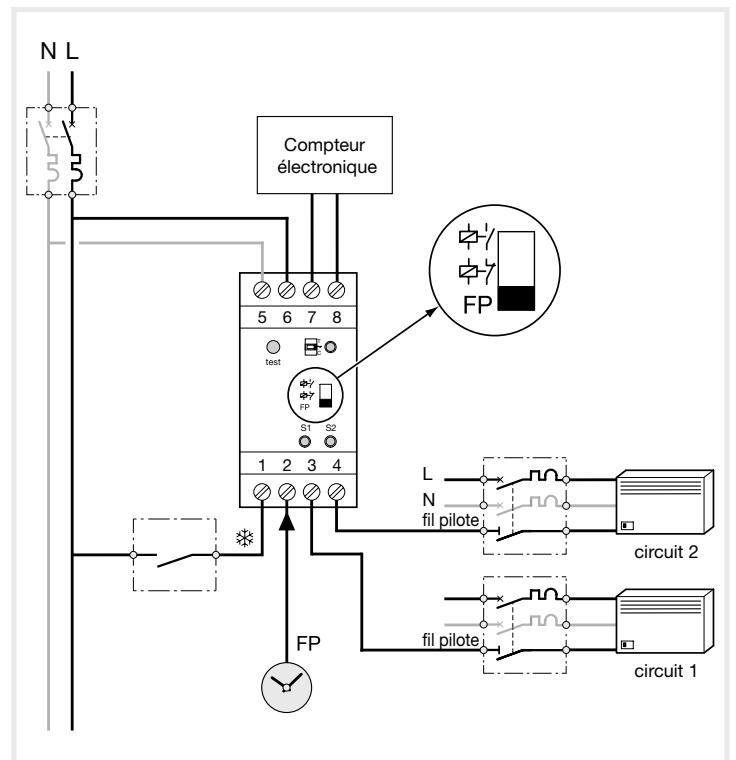 N L
Compteur
électronique
FP
5 6 7 8
test
FP
S1 S2
1 2 3 4
L
N
fil pilote
circuit 2
fil pilote
circuit 1
FP